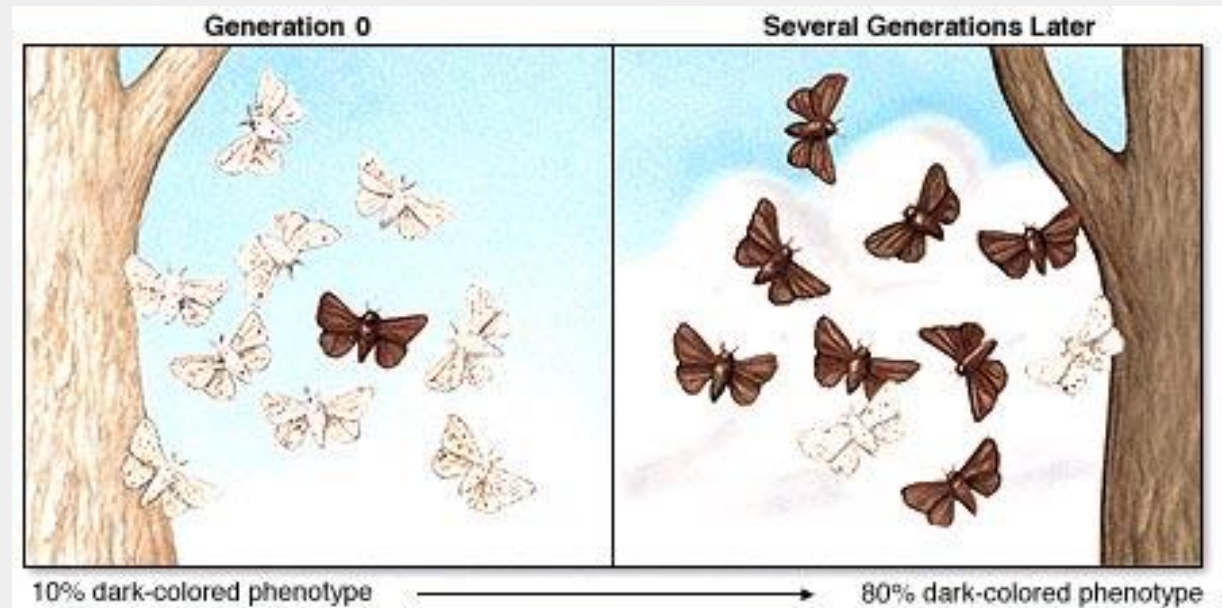 Generation 0
Several Generations Later
10% dark-colored phenotype
80% dark-colored phenotype